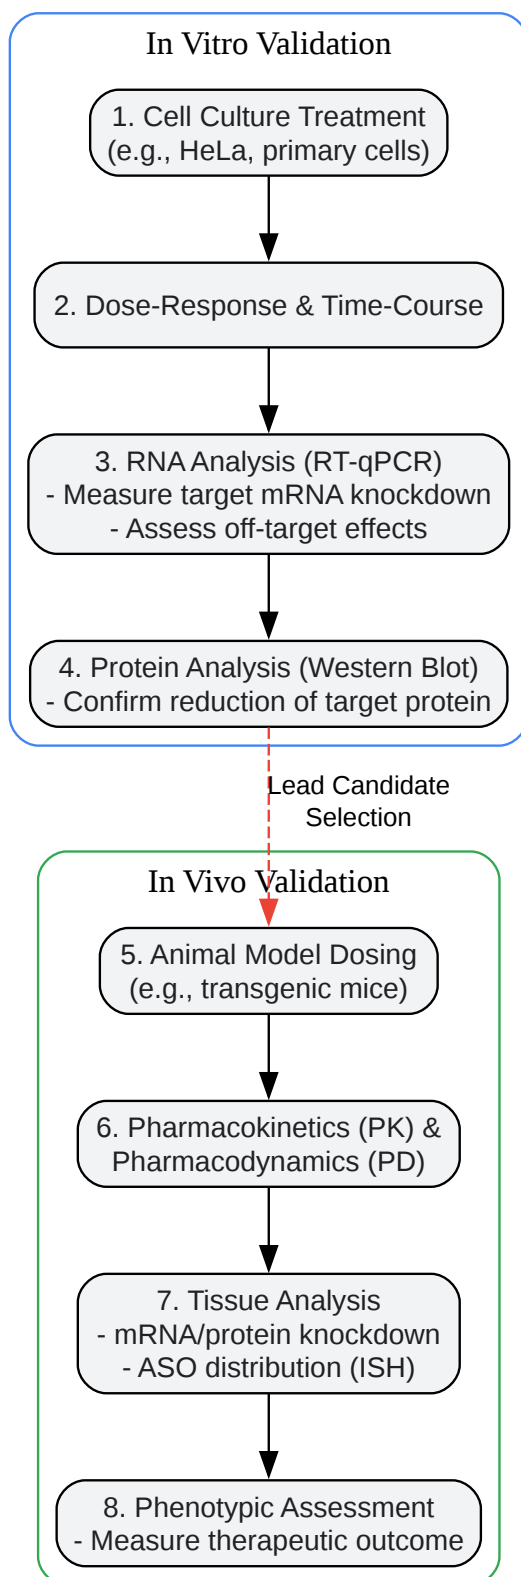 In Vitro Validation
1. Cell Culture Treatment
(e.g., HeLa, primary cells)
2. Dose-Response & Time-Course
3. RNA Analysis (RT-qPCR)
- Measure target mRNA knockdown
- Assess off-target effects
4. Protein Analysis (Western Blot)
- Confirm reduction of target protein
Lead Candidate
Selection
In Vivo Validation
5. Animal Model Dosing
(e.g., transgenic mice)
6. Pharmacokinetics (PK) &
Pharmacodynamics (PD)
7. Tissue Analysis
- mRNA/protein knockdown
- ASO distribution (ISH)
8. Phenotypic Assessment
- Measure therapeutic outcome